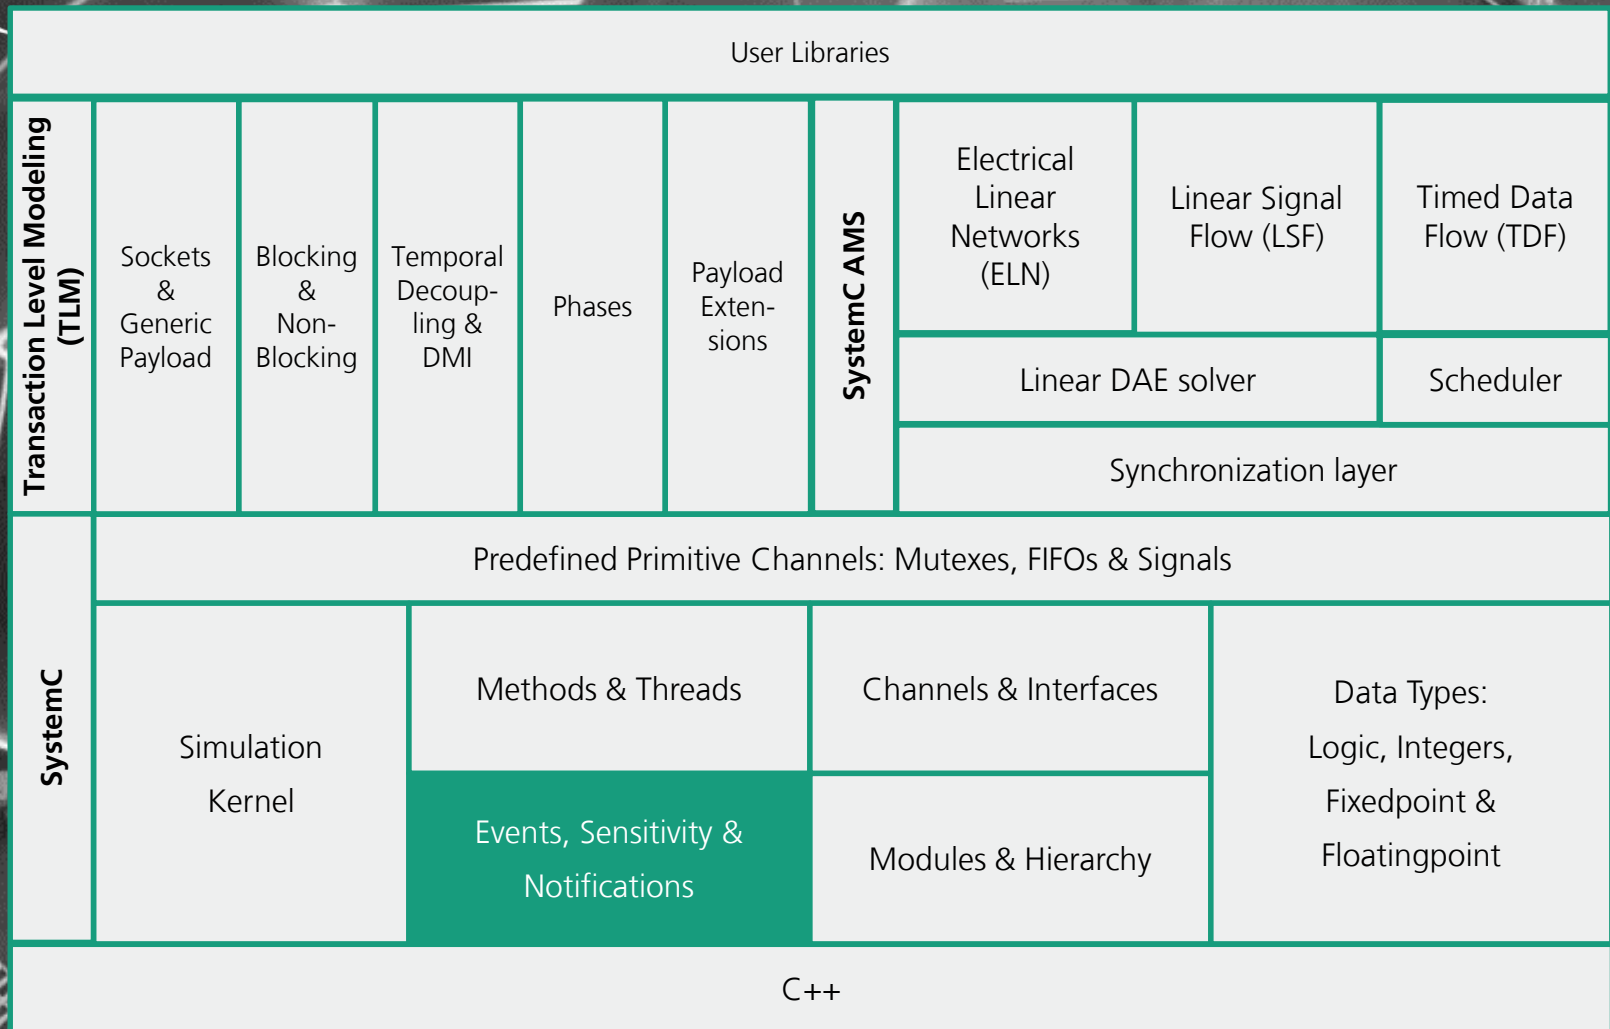 User Libraries
Transaction Level Modeling
(TLM)
Sockets
&
Generic
Payload
Blocking
&
Non-
Blocking
Temporal
Decoup-
ling &
DMI
Phases
Payload
Exten-
sions
SystemC AMS
Electrical
Linear
Networks
(ELN)
Linear Signal
Flow (LSF)
Timed Data
Flow (TDF)
Linear DAE solver
Scheduler
Synchronization layer
SystemC
Predefined Primitive Channels: Mutexes, FIFOs & Signals
Simulation
Kernel
Methods & Threads
Channels & Interfaces
Data Types:
Logic, Integers,
Fixedpoint &
Floatingpoint
Events, Sensitivity &
Notifications
Modules & Hierarchy
C++